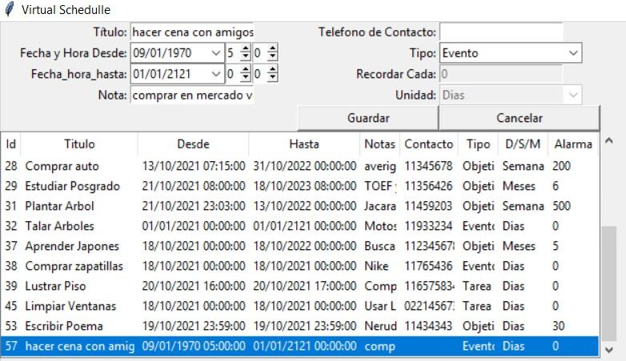 Virtual Schedulle
Título: hacer cena con amigos Telefono de Contacto:
Fecha y Hora Desde: 09/01/1970 5 0 Tipo: Evento
Fecha_hora_hasta: 01/01/2121 0 0 Recordar Cada: 0
Nota: comprar en mercado v Unidad: Dias
Guardar Cancelar
Id Titulo Desde Hasta Notas Contacto Tipo D/S/M Alarma
28 Comprar auto 13/10/2021 07:15:00 31/10/2022 00:00:00 averig 11345678 Objeti Semana 200
29 Estudiar Posgrado 21/10/2021 08:00:00 18/10/2023 08:00:00 TOEF 11356426 Objeti Meses 6
31 Plantar Arbol 21/10/2021 23:03:00 13/10/2022 00:00:00 Jacara 11459203 Objeti Semana 500
32 Talar Arboles 01/01/2021 00:00:00 01/01/2121 00:00:00 Motos 11933234 Evento Dias 0
37 Aprender Japones 18/10/2021 00:00:00 18/10/2022 00:00:00 Busca 112345678 Objeti Meses 5
38 Comprar zapatillas 18/10/2021 00:00:00 18/10/2021 00:00:00 Nike 11765436 Evento Dias 0
39 Lustrar Piso 20/10/2021 16:00:00 20/10/2021 17:00:00 Compr 116575834 Tarea Dias 0
45 Limpiar Ventanas 18/10/2021 00:00:00 18/10/2021 00:00:00 Usar L 022145673 Tarea Dias 0
53 Escribir Poema 19/10/2021 23:59:00 19/10/2021 23:59:00 Nerud 11434343 Objeti Dias 30
57 hacer cena con amig 09/01/1970 05:00:00 01/01/2121 00:00:00 comp Evento Dias 0